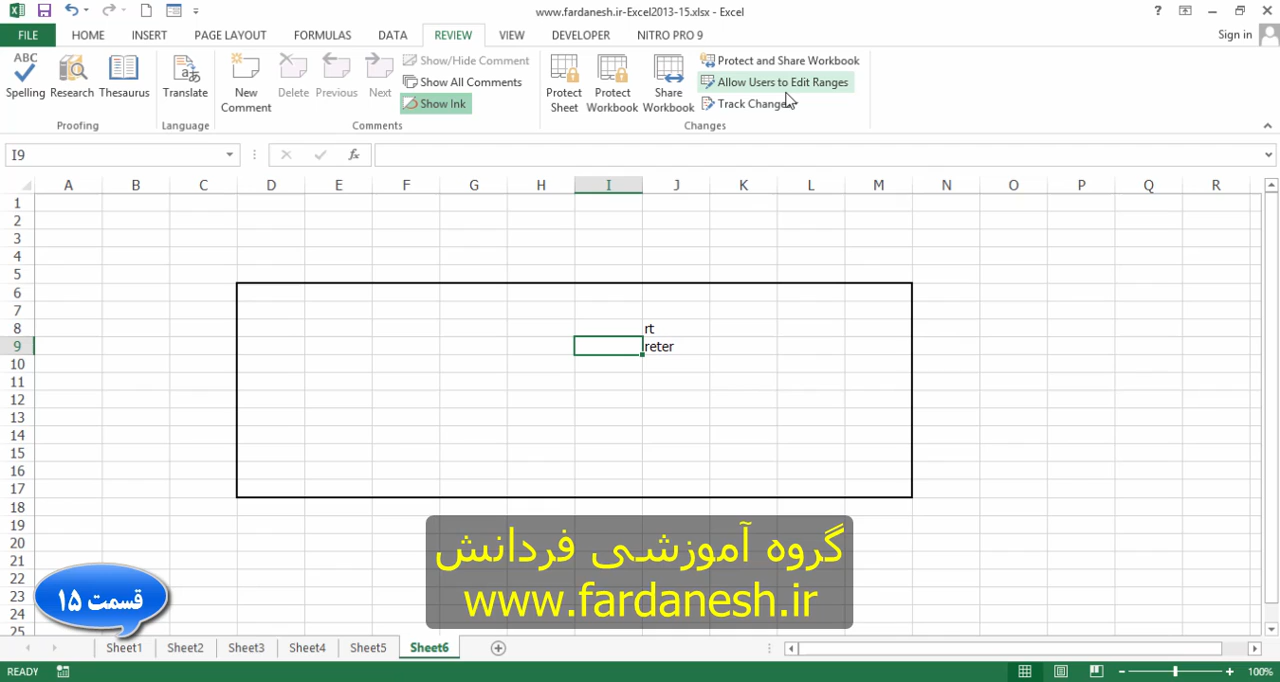 www.fardanesh.ir-Excel2013-15.xlsx - Excel
?
FILE HOME INSERT PAGE LAYOUT FORMULAS DATA REVIEW VIEW DEVELOPER NITRO PRO 9 Sign in
ABC
Spelling Research Thesaurus
Proofing
Translate
Language
New Comment Delete Previous Next
Show/Hide Comment
Show All Comments
Show Ink
Comments
Protect Sheet Protect Workbook Share Workbook
Protect and Share Workbook
Allow Users to Edit Ranges
Track Changes
Changes
I9 fx
A B C D E F G H I J K L M N O P Q R
1
2
3
4
5
6
7
8 rt
9 reter
10
11
12
13
14
15
16
17
18
19
20
21
22
23
24
25
گروه آموزشی فردانش
www.fardanesh.ir
قسمت ۱۵
Sheet1 Sheet2 Sheet3 Sheet4 Sheet5 Sheet6
READY 100%